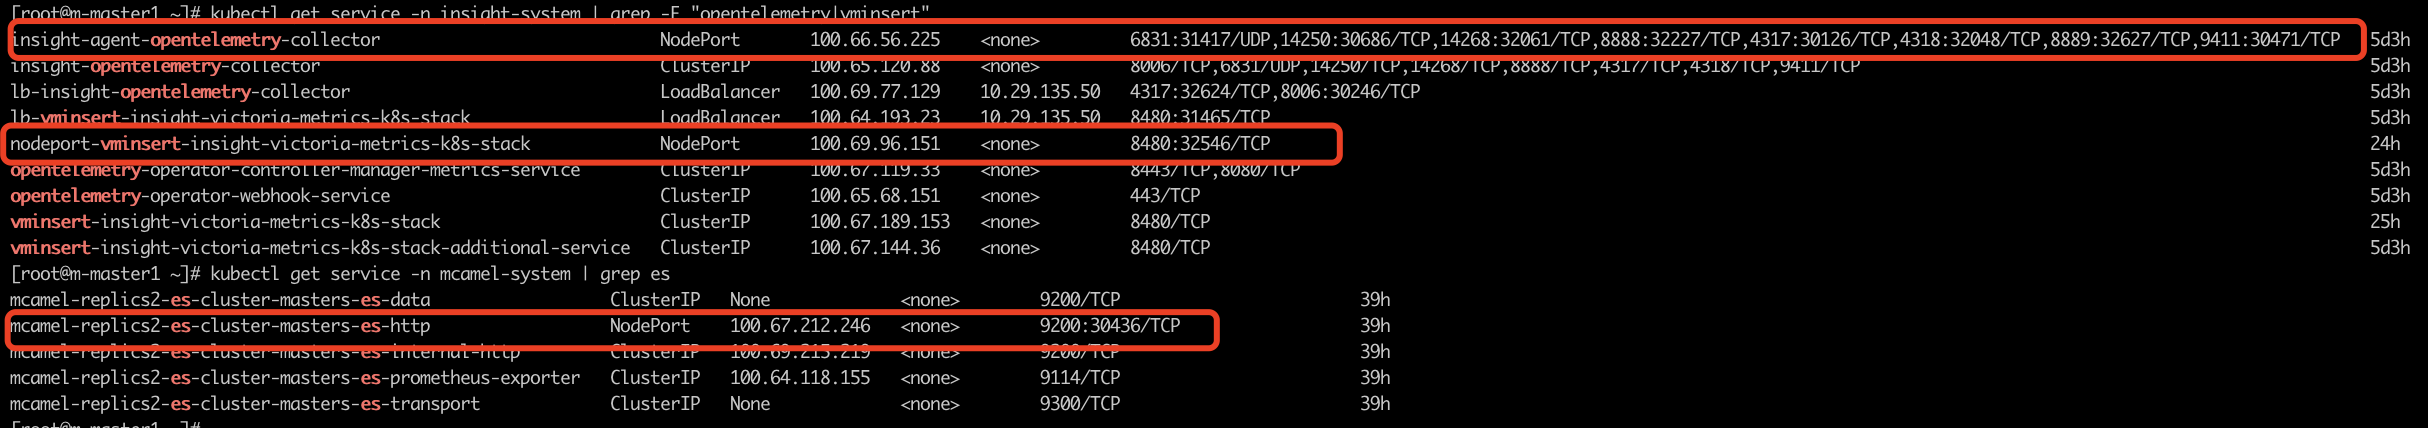 [root@m-master1 ~]# kubectl get service -n insight-system | grep -E "opentelemetry|vminsert"
insight-agent-opentelemetry-collector NodePort 100.66.56.225 <none> 6831:31417/UDP,14250:30686/TCP,14268:32061/TCP,8888:32227/TCP,4317:30126/TCP,4318:32048/TCP,8889:32627/TCP,9411:30471/TCP 5d3h
insight-opentelemetry-collector ClusterIP 100.65.120.88 <none> 8006/TCP,6831/UDP,14250/TCP,14268/TCP,8888/TCP,4317/TCP,4318/TCP,9411/TCP 5d3h
lb-insight-opentelemetry-collector LoadBalancer 100.69.77.129 10.29.135.50 4317:32624/TCP,8006:30246/TCP 5d3h
lb-vminsert-insight-victoria-metrics-k8s-stack LoadBalancer 100.64.193.23 10.29.135.50 8480:31465/TCP 5d3h
nodeport-vminsert-insight-victoria-metrics-k8s-stack NodePort 100.69.96.151 <none> 8480:32546/TCP 24h
opentelemetry-operator-controller-manager-metrics-service ClusterIP 100.67.119.33 <none> 8443/TCP,8080/TCP 5d3h
opentelemetry-operator-webhook-service ClusterIP 100.65.68.151 <none> 443/TCP 5d3h
vminsert-insight-victoria-metrics-k8s-stack ClusterIP 100.67.189.153 <none> 8480/TCP 25h
vminsert-insight-victoria-metrics-k8s-stack-additional-service ClusterIP 100.67.144.36 <none> 8480/TCP 5d3h
[root@m-master1 ~]# kubectl get service -n mcamel-system | grep es
mcamel-replics2-es-cluster-masters-es-data ClusterIP None <none> 9200/TCP 39h
mcamel-replics2-es-cluster-masters-es-http NodePort 100.67.212.246 <none> 9200:30436/TCP 39h
mcamel-replics2-es-cluster-masters-es-internal-http ClusterIP 100.69.215.219 <none> 9200/TCP 39h
mcamel-replics2-es-cluster-masters-es-prometheus-exporter ClusterIP 100.64.118.155 <none> 9114/TCP 39h
mcamel-replics2-es-cluster-masters-es-transport ClusterIP None <none> 9300/TCP 39h
[root@m-master1 ~]#